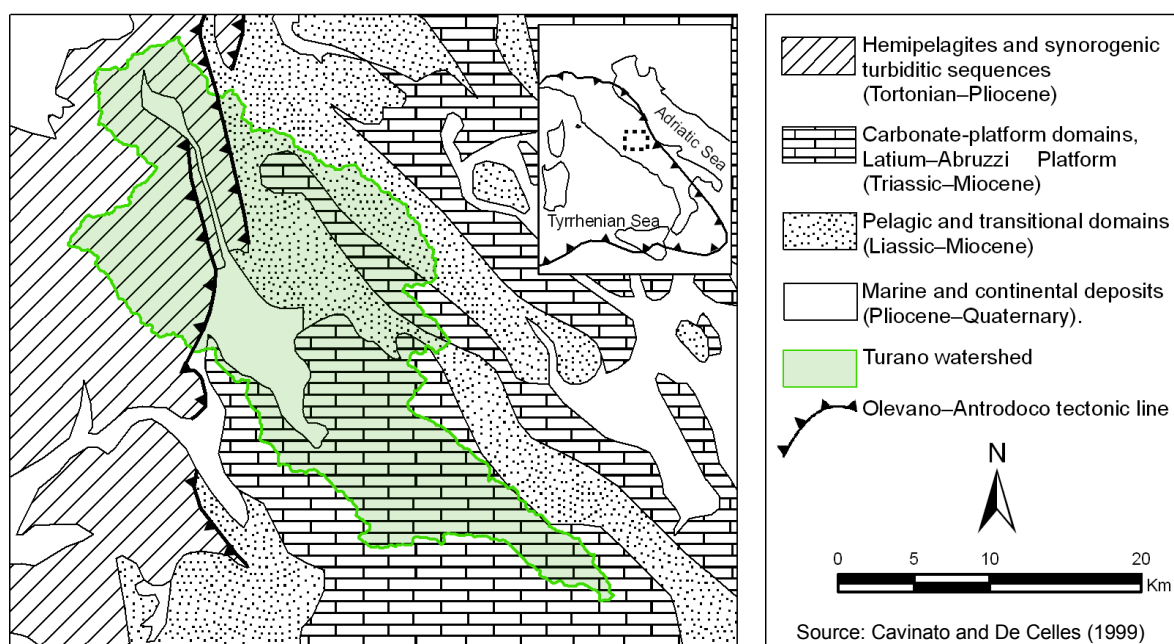 Adriatic Sea
Tyrrhenian Sea
Hemipelagites and synorogenic
turbiditic sequences
(Tortonian–Pliocene)
Carbonate-platform domains,
Latium–Abruzzi Platform
(Triassic–Miocene)
Pelagic and transitional domains
(Liassic–Miocene)
Marine and continental deposits
(Pliocene–Quaternary).
Turano watershed
Olevano–Antrodoco tectonic line
N
0 5 10 20
Km
Source: Cavinato and De Celles (1999)